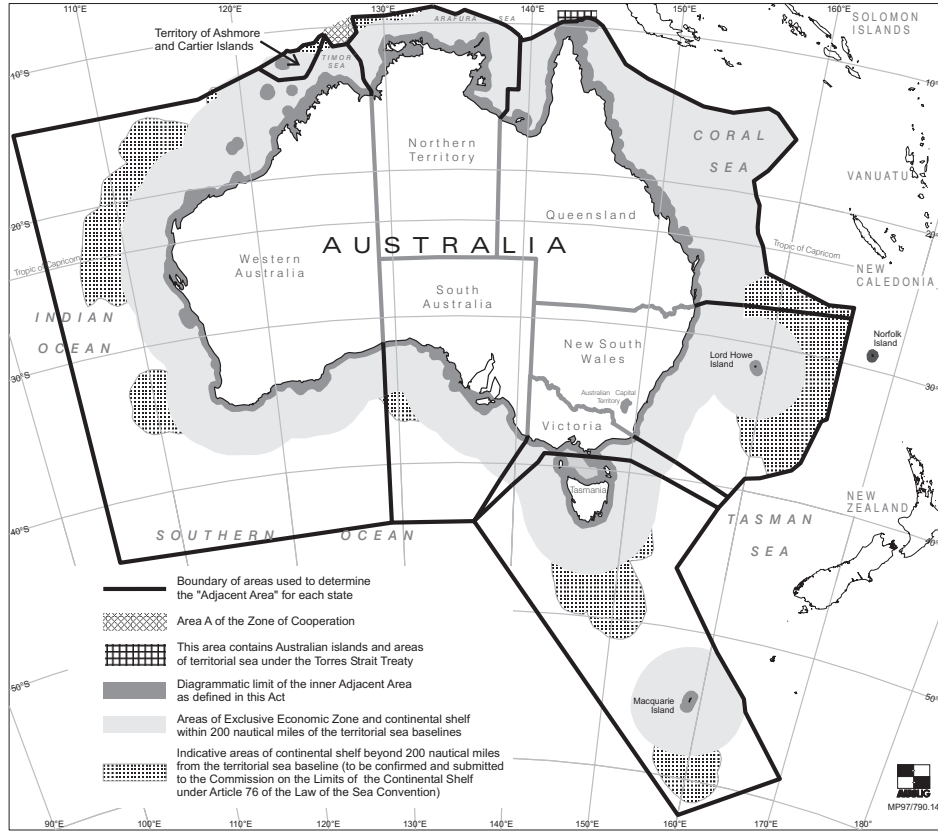 110°
120°
130°
140°
150°
160°
Territory of Ashmore
and Cartier Islands
ARAFURA SEA
TIMOR
SEA
SOLOMON
ISLANDS
10°S
10°
Northern
Territory
CORAL
SEA
VANUATU
20°S
20°
Queensland
AUSTRALIA
Western
Australia
Tropic of Capricorn
Tropic of Capricorn
NEW
CALEDONIA
South
Australia
INDIAN
OCEAN
New South
Wales
Lord Howe
Island
Norfolk
Island
30°S
30°
Australian Capital
Territory
Victoria
Tasmania
NEW
ZEALAND
TASMAN
SEA
40°S
40°
SOUTHERN OCEAN
Boundary of areas used to determine
the "Adjacent Area" for each state
Area A of the Zone of Cooperation
This area contains Australian islands and areas
of territorial sea under the Torres Strait Treaty
Diagrammatic limit of the inner Adjacent Area
as defined in this Act
Areas of Exclusive Economic Zone and continental shelf
within 200 nautical miles of the territorial sea baselines
Indicative areas of continental shelf beyond 200 nautical miles
from the territorial sea baseline (to be confirmed and submitted
to the Commission on the Limits of the Continental Shelf
under Article 76 of the Law of the Sea Convention)
50°S
50°
Macquarie
Island
AUSLIG
MP97/790.14
90°E
100°E
110°E
120°E
130°E
140°E
150°E
160°E
170°E
180°